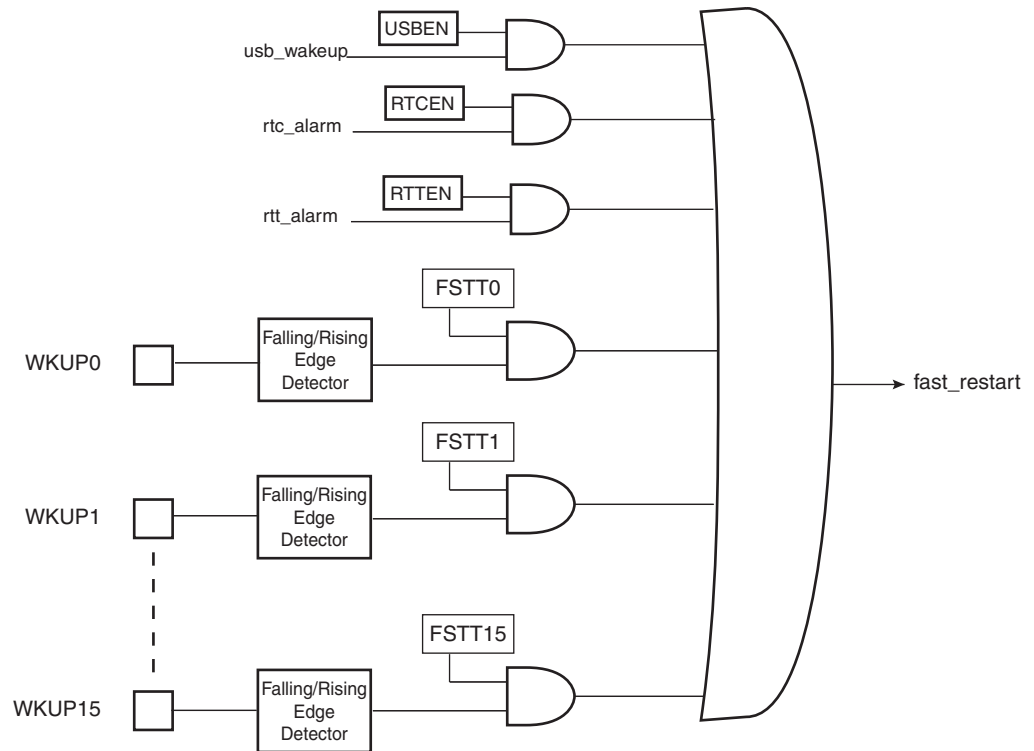 USBEN
usb_wakeup
RTCEN
rtc_alarm
RTTEN
rtt_alarm
FSTT0
WKUP0
Falling/Rising
Edge
Detector
fast_restart
FSTT1
WKUP1
Falling/Rising
Edge
Detector
FSTT15
WKUP15
Falling/Rising
Edge
Detector